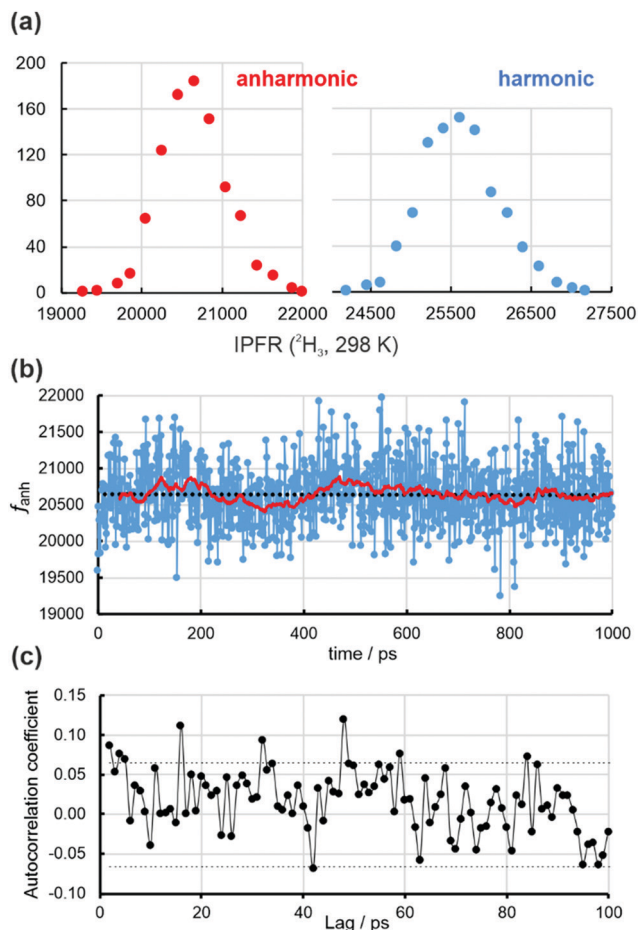 (a)
200
160
120
80
40
0
anharmonic
harmonic
19000 20000 21000 22000 24500 25500 26500 27500
IPFR (²H₃, 298 K)
(b)
22000
21500
21000
20500
20000
19500
19000
fanh
0 200 400 600 800 1000
time / ps
(c)
0.15
0.10
0.05
0.00
-0.05
-0.10
Autocorrelation coefficient
0 20 40 60 80 100
Lag / ps